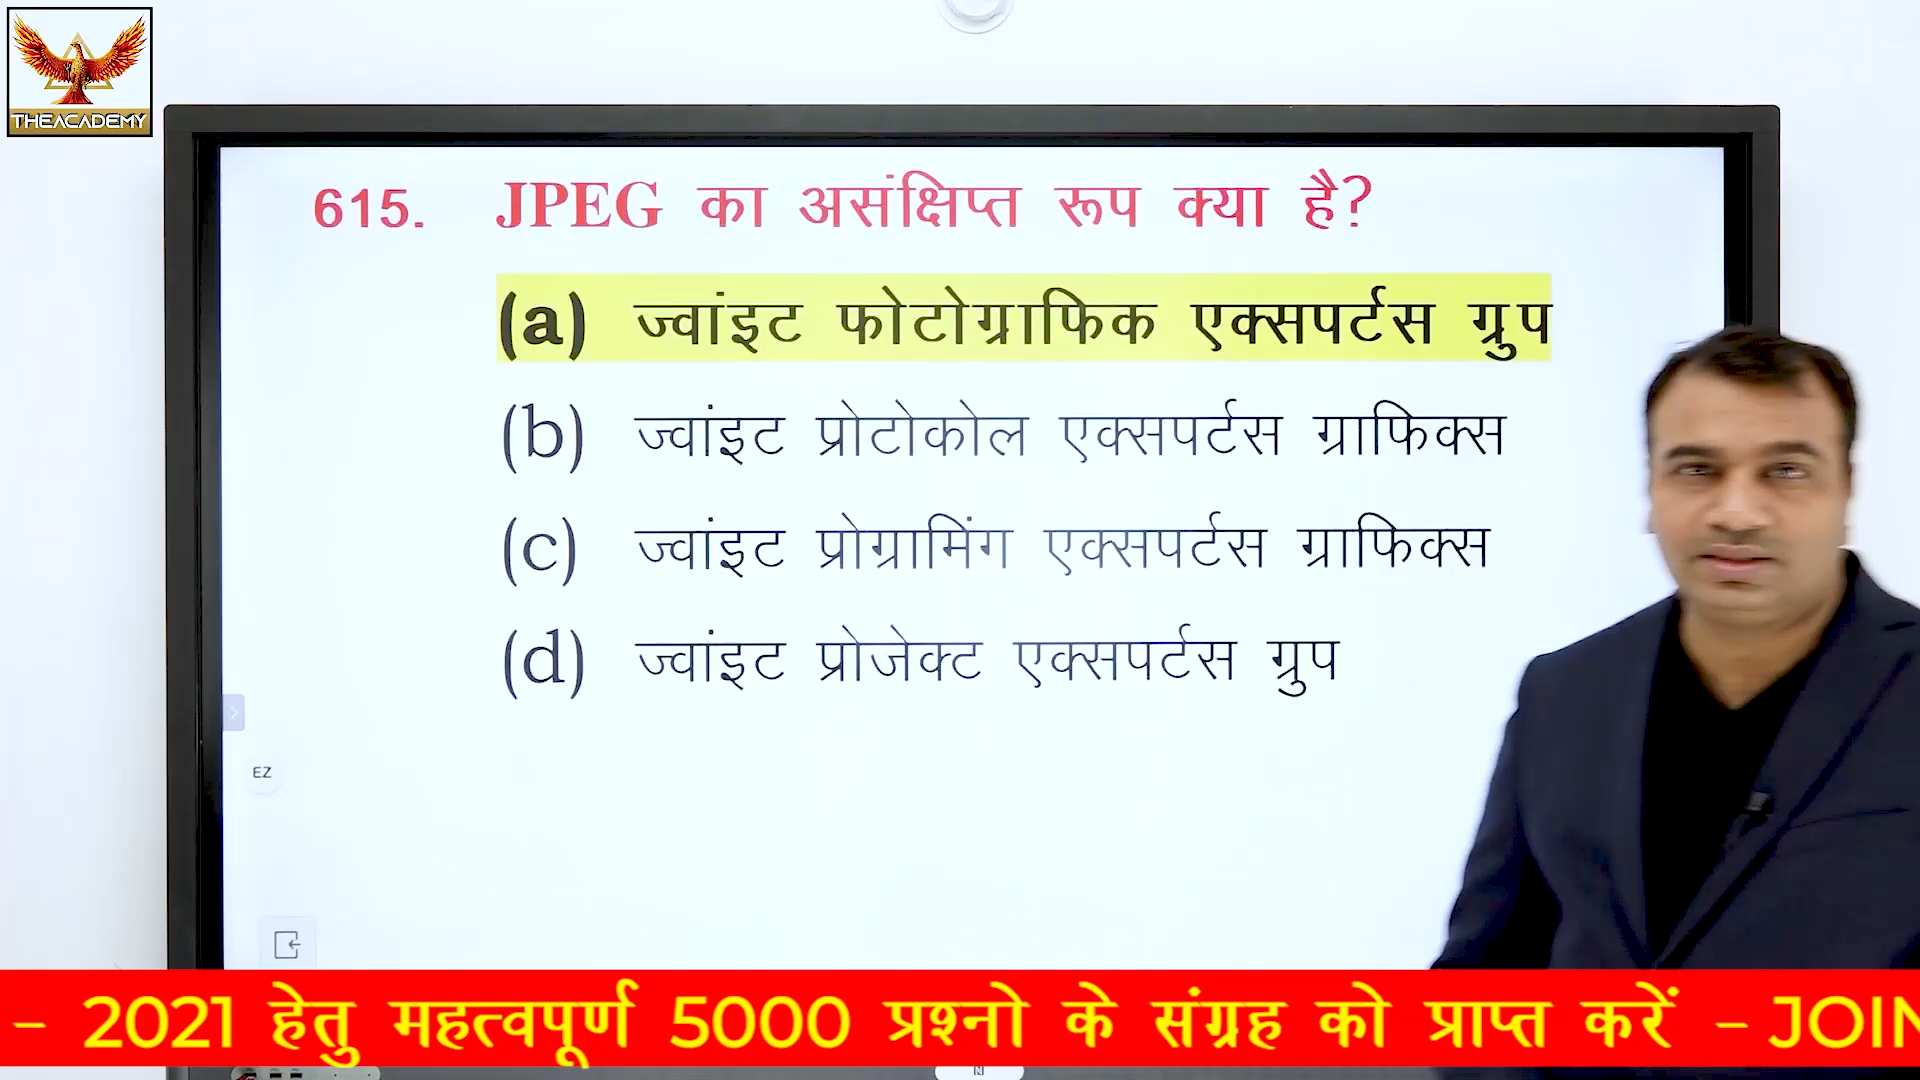 THEACADEMY
615. JPEG का असंक्षिप्त रूप क्या है?
(a) ज्वांइट फोटोग्राफिक एक्सपर्टस ग्रुप
(b) ज्वांइट प्रोटोकोल एक्सपर्टस ग्राफिक्स
(c) ज्वांइट प्रोग्रामिंग एक्सपर्टस ग्राफिक्स
(d) ज्वांइट प्रोजेक्ट एक्सपर्टस ग्रुप
EZ
– 2021 हेतु महत्वपूर्ण 5000 प्रश्नो के संग्रह को प्राप्त करें – JOIN